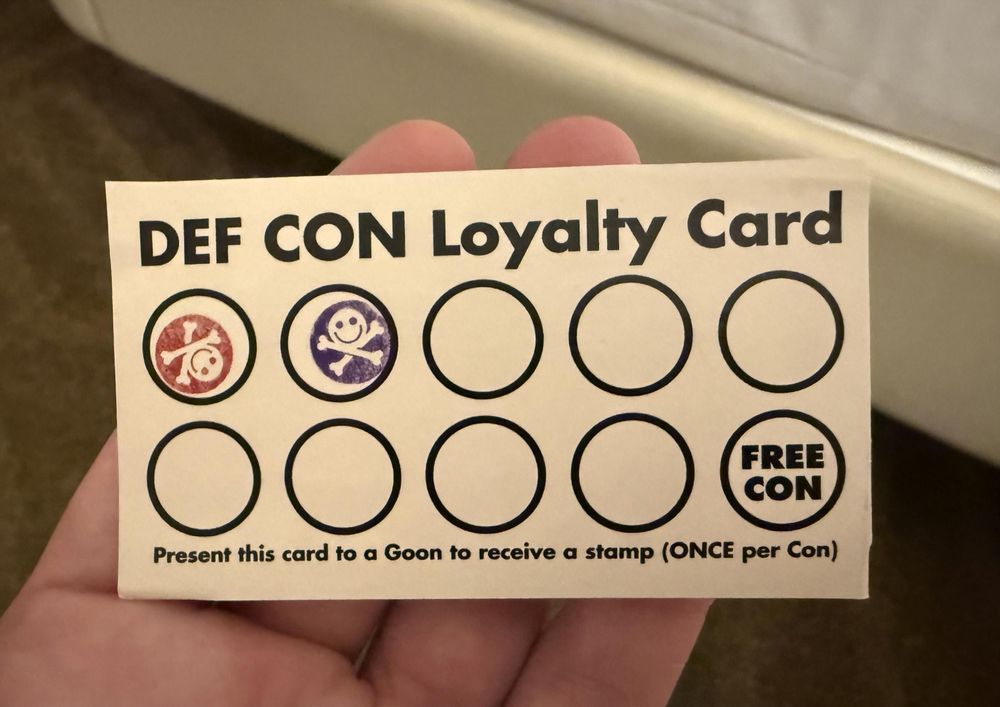 DEF CON Loyalty Card
FREE
CON
Present this card to a Goon to receive a stamp (ONCE per Con)